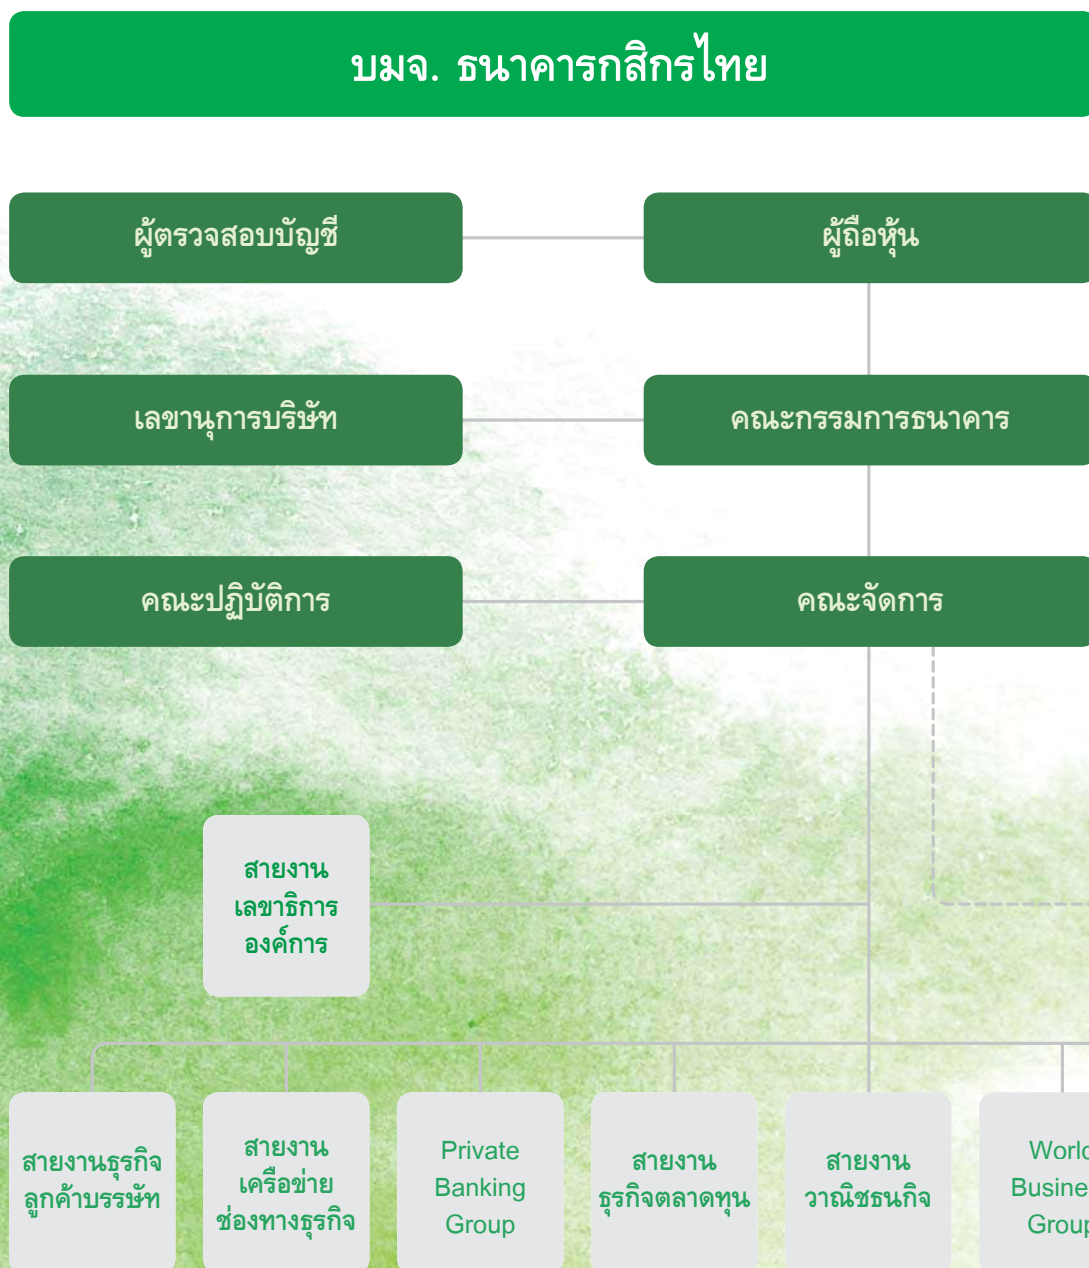 บมจ. ธนาคารกสิกรไทย
ผู้ตรวจสอบบัญชี
ผู้ถือหุ้น
เลขานุการบริษัท
คณะกรรมการธนาคาร
คณะปฏิบัติการ
คณะจัดการ
สายงาน
เลขาธิการ
องค์การ
สายงานธุรกิจ
ลูกค้าบรรษัท
สายงาน
เครือข่าย
ช่องทางธุรกิจ
Private
Banking
Group
สายงาน
ธุรกิจตลาดทุน
สายงาน
วาณิชธนกิจ
World
Business
Group